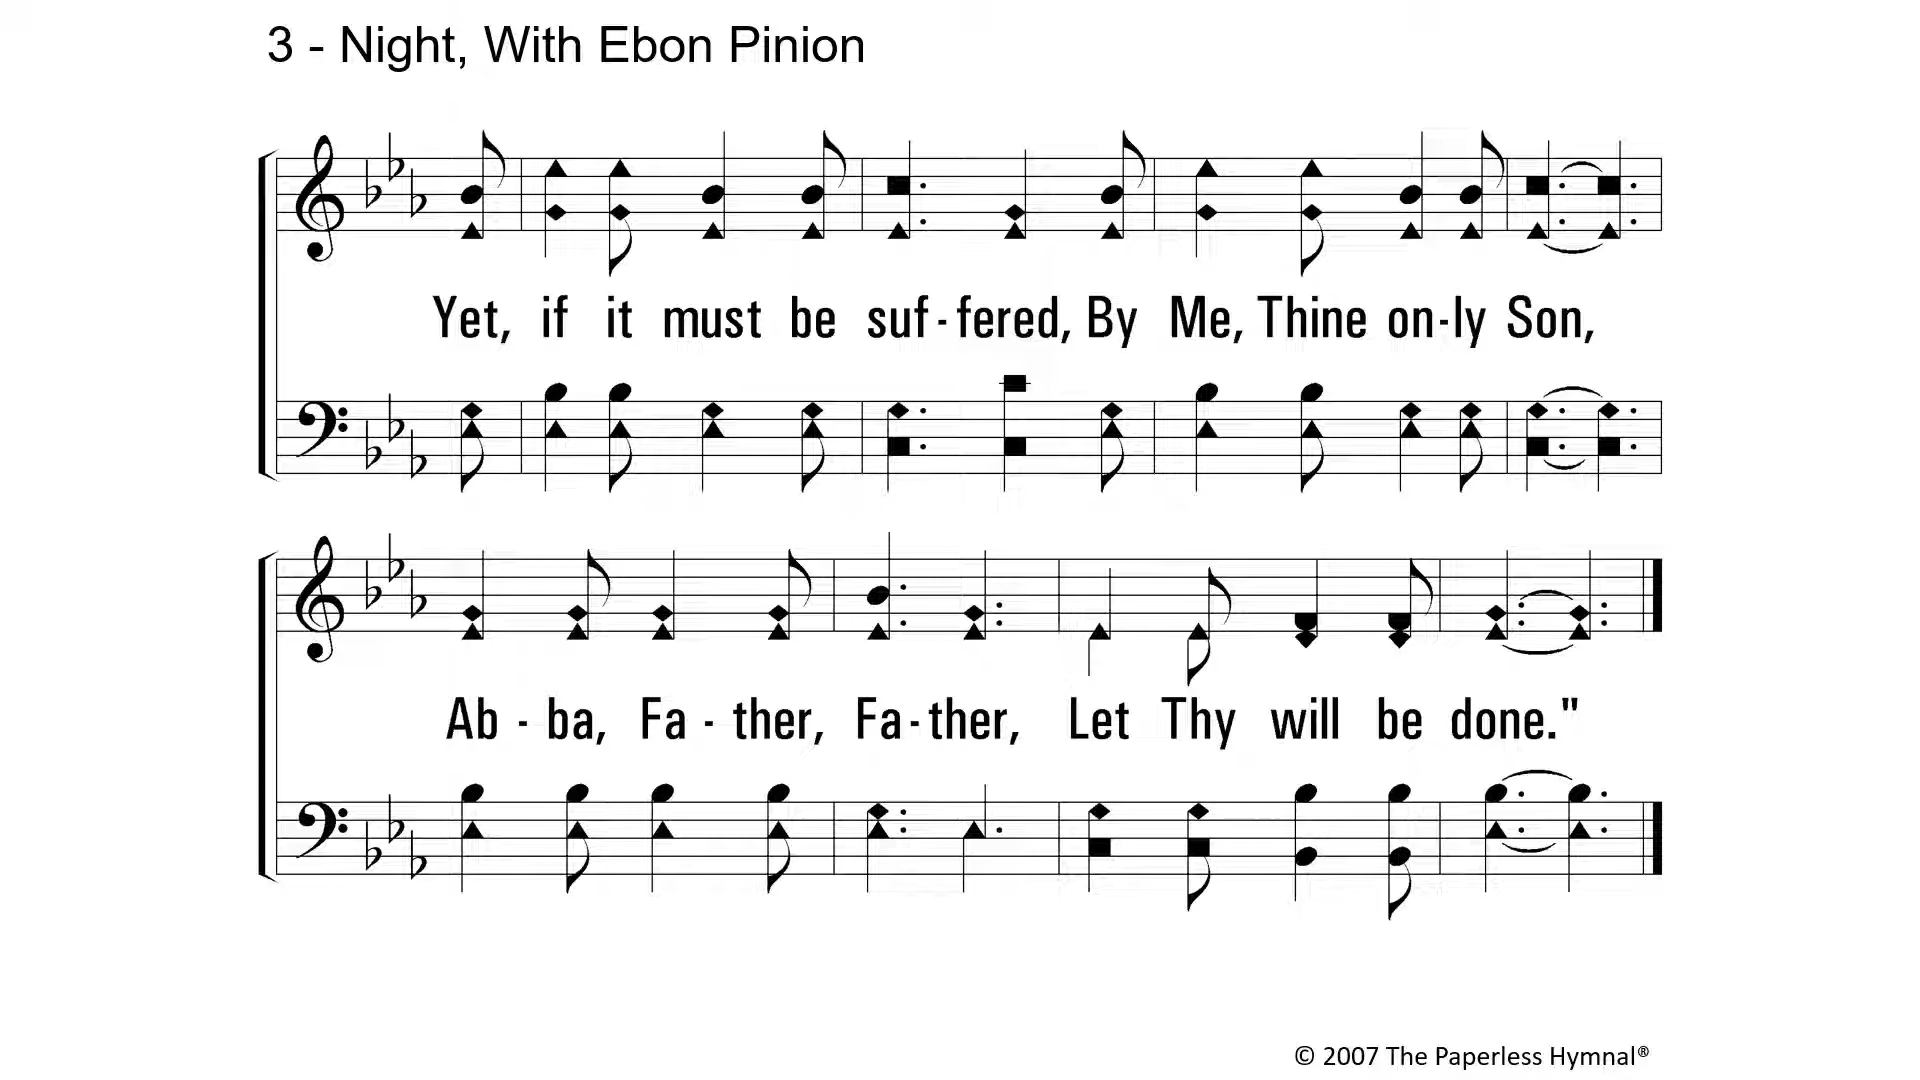 3 - Night, With Ebon Pinion
Yet, if it must be suf-fered, By Me, Thine on-ly Son,
Ab - ba, Fa - ther, Fa-ther, Let Thy will be done."
© 2007 The Paperless Hymnal®